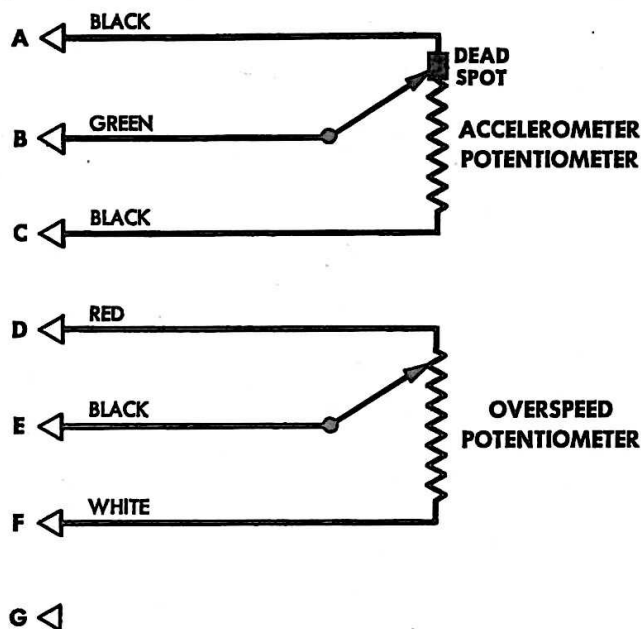 A
BLACK
DEAD
SPOT
B
GREEN
ACCELEROMETER
POTENTIOMETER
C
BLACK
D
RED
E
BLACK
OVERSPEED
POTENTIOMETER
F
WHITE
G